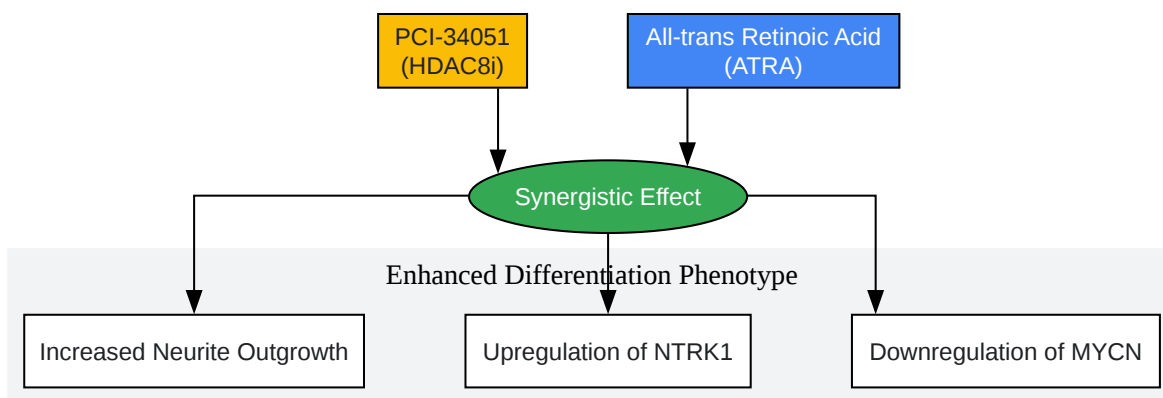 PCI-34051
(HDAC8i)
All-trans Retinoic Acid
(ATRA)
Synergistic Effect
Enhanced Differentiation Phenotype
Increased Neurite Outgrowth
Upregulation of NTRK1
Downregulation of MYCN